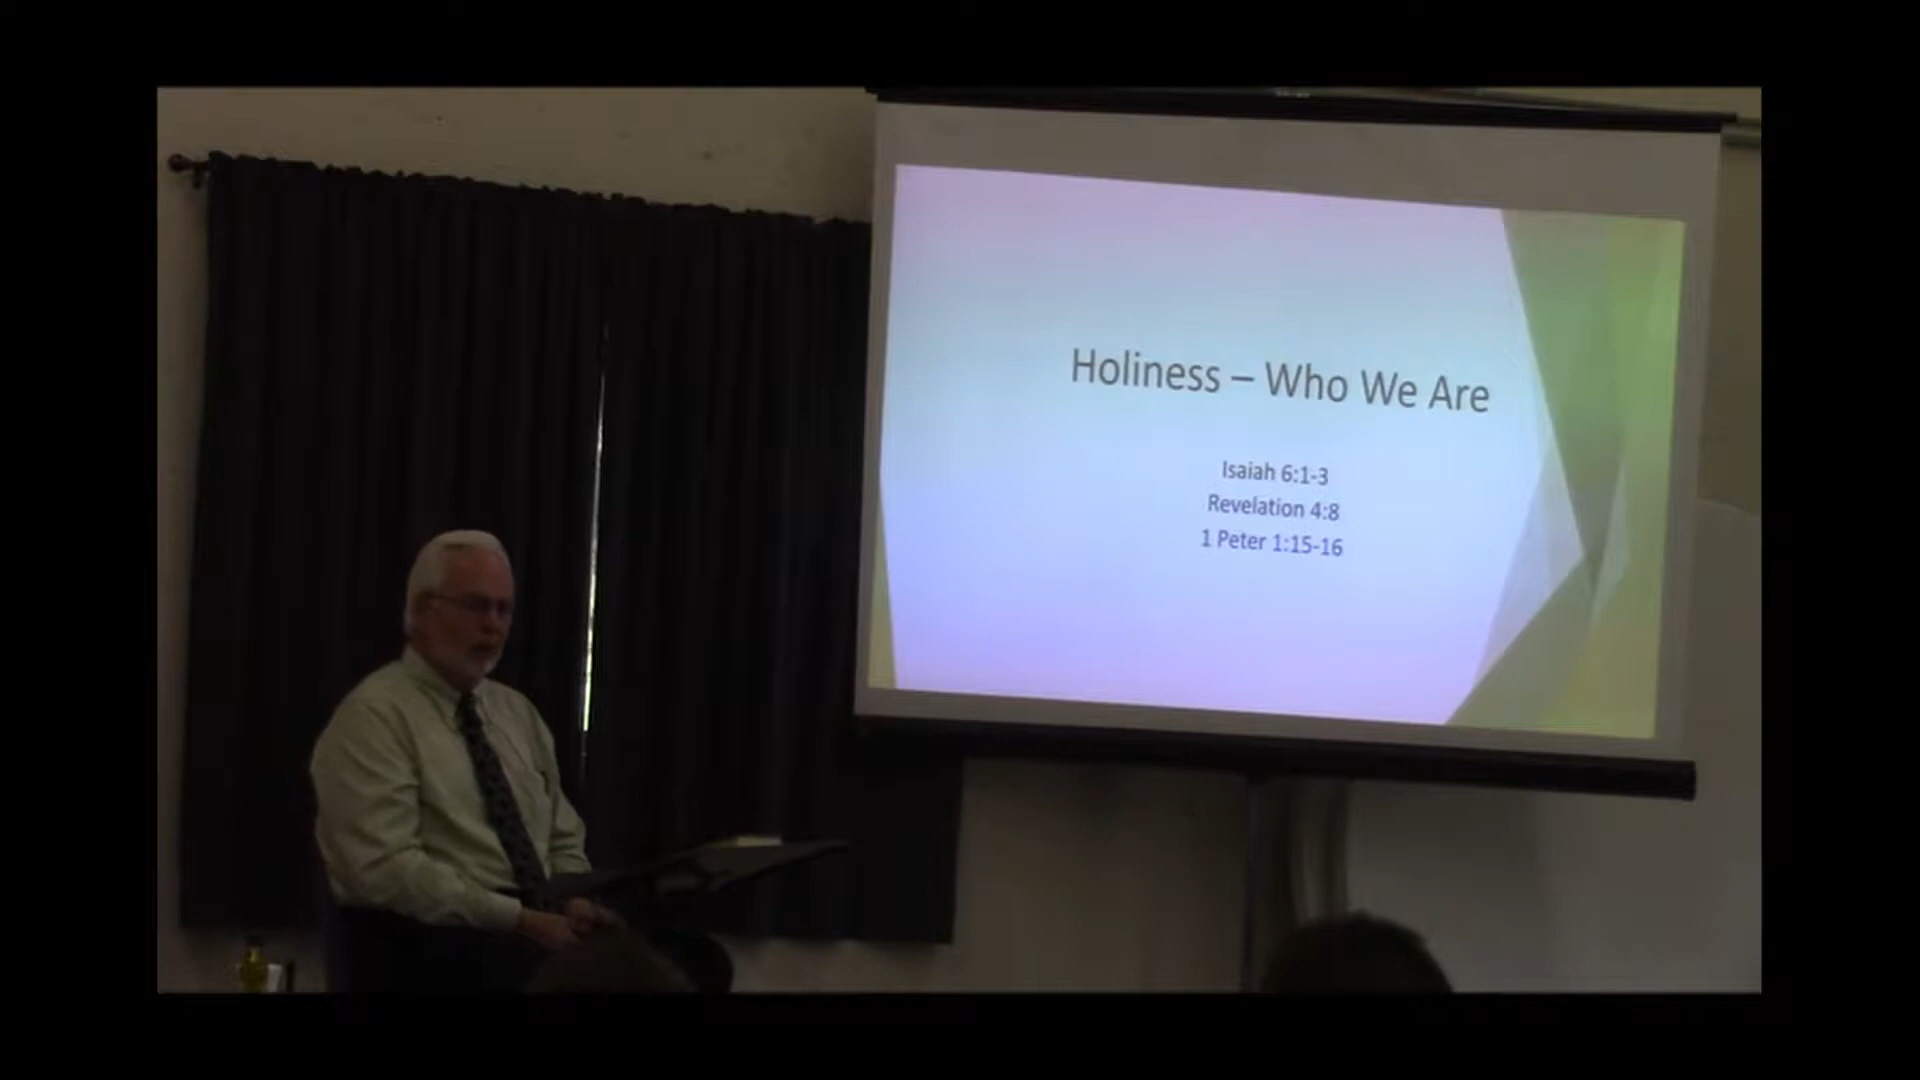 Holiness – Who We Are
Isaiah 6:1-3
Revelation 4:8
1 Peter 1:15-16